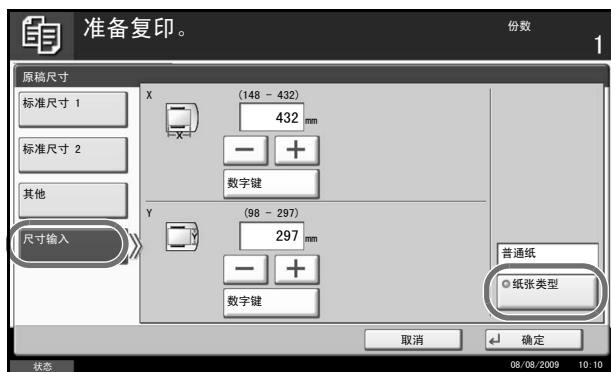 准备复印。
份数
1
原稿尺寸
标准尺寸 1
标准尺寸 2
其他
尺寸输入
X
(148 - 432)
432 mm
X
数字键
Y
(98 - 297)
297 mm
Y
数字键
普通纸
纸张类型
取消
确定
状态
08/08/2009 10:10